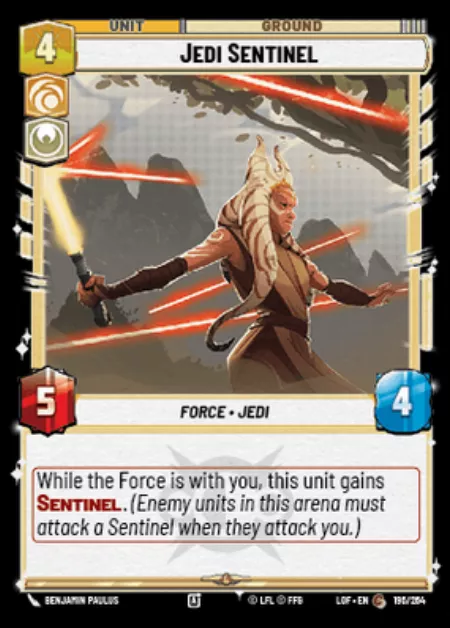 UNIT GROUND
4 JEDI SENTINEL
5 FORCE • JEDI 4
While the Force is with you, this unit gains
SENTINEL. (Enemy units in this arena must
attack a Sentinel when they attack you.)
BENJAMIN PAULUS A © LFL © FFG LOF • EN C 196/264